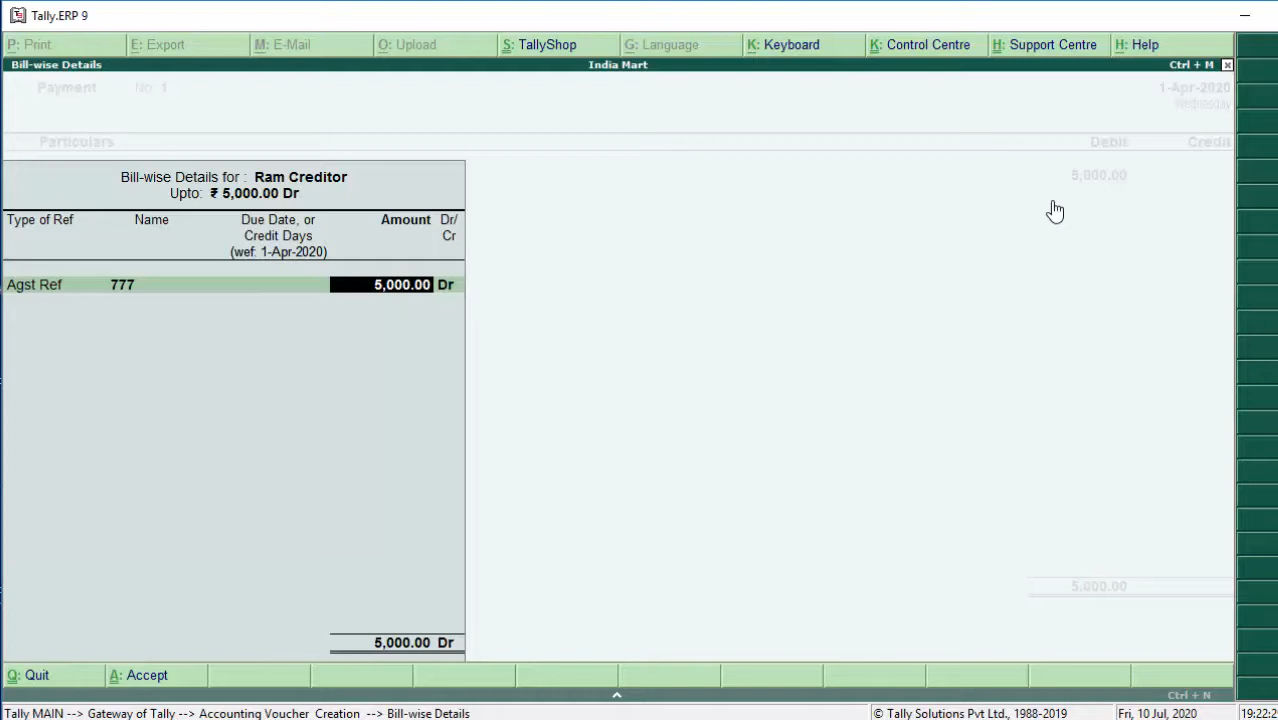 Tally.ERP 9
P: Print E: Export M: E-Mail O: Upload S: TallyShop G: Language K: Keyboard K: Control Centre H: Support Centre H: Help
Bill-wise Details India Mart Ctrl + M
Payment No. 1 1-Apr-2020
Wednesday
Particulars Debit Credit
Bill-wise Details for : Ram Creditor 5,000.00
Upto: ₹ 5,000.00 Dr
Type of Ref Name Due Date, or Amount Dr/
Credit Days Cr
(wef: 1-Apr-2020)
Agst Ref 777 5,000.00 Dr
5,000.00
5,000.00 Dr
Q: Quit A: Accept
Ctrl + N
Tally MAIN --> Gateway of Tally --> Accounting Voucher Creation --> Bill-wise Details © Tally Solutions Pvt Ltd., 1988-2019 Fri, 10 Jul, 2020